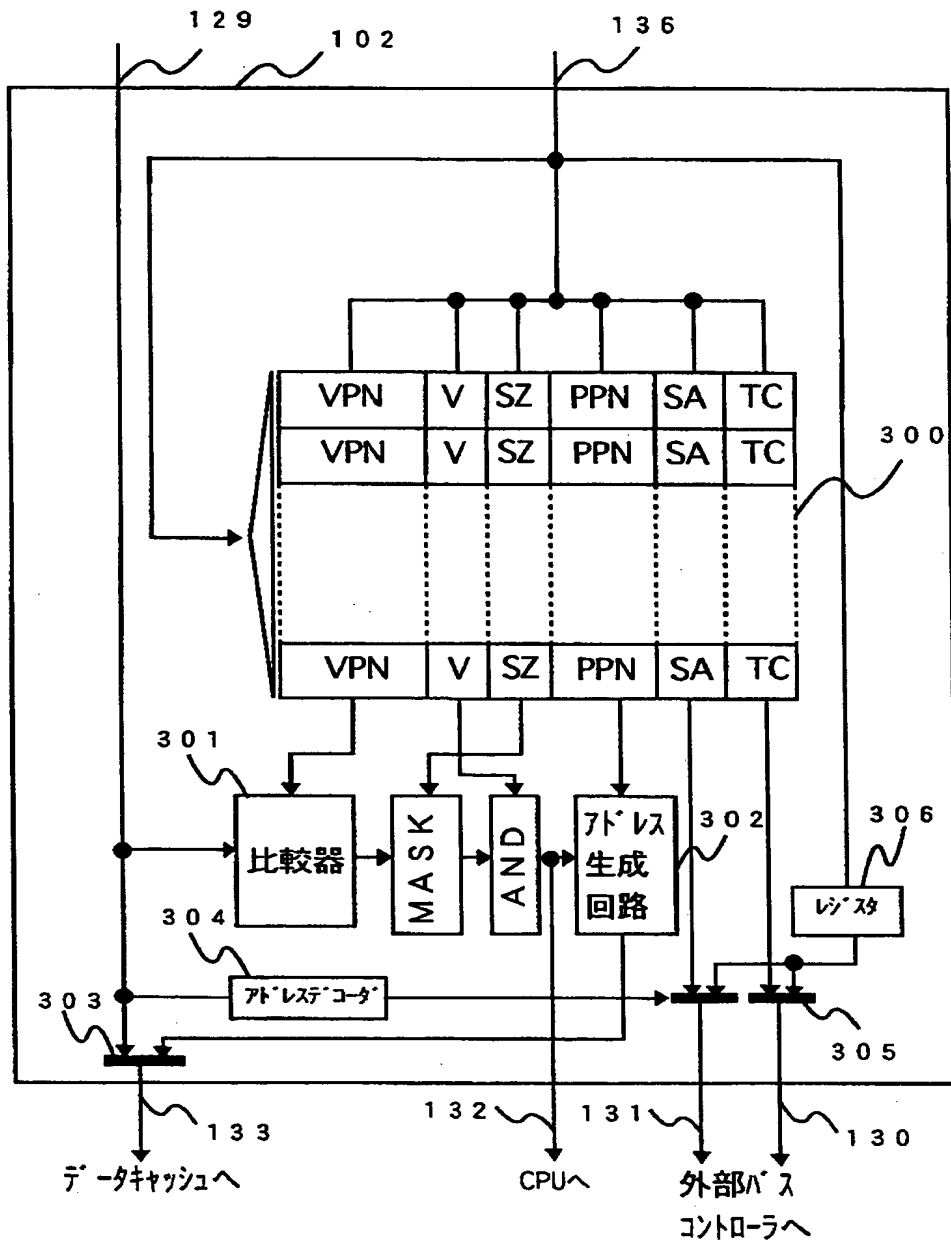 129
102
136
VPN V SZ PPN SA TC
VPN V SZ PPN SA TC
300
VPN V SZ PPN SA TC
301
比較器
MASK
AND
アドレス
生成
回路
302
306
レジスタ
304
アドレスデコーダ
303
305
133
132
131
130
データキャッシュへ
CPUへ
外部バス
コントローラへ